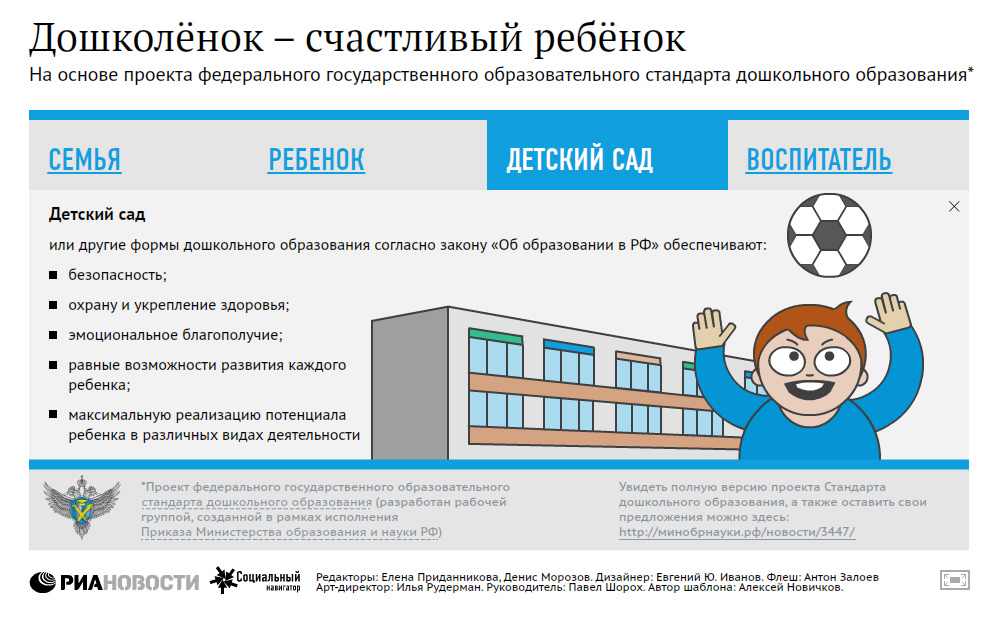 Дошколёнок – счастливый ребёнок
На основе проекта федерального государственного образовательного стандарта дошкольного образования*
СЕМЬЯ
РЕБЕНОК
ДЕТСКИЙ САД
ВОСПИТАТЕЛЬ
Детский сад
или другие формы дошкольного образования согласно закону «Об образовании в РФ» обеспечивают:
безопасность;
охрану и укрепление здоровья;
эмоциональное благополучие;
равные возможности развития каждого
ребенка;
максимальную реализацию потенциала
ребенка в различных видах деятельности
*Проект федерального государственного образовательного
стандарта дошкольного образования (разработан рабочей
группой, созданной в рамках исполнения
Приказа Министерства образования и науки РФ)
Увидеть полную версию проекта Стандарта
дошкольного образования, а также оставить свои
предложения можно здесь:
http://минобрнауки.рф/новости/3447/
РИАНОВОСТИ
Социальный
навигатор
Редакторы: Елена Приданникова, Денис Морозов. Дизайнер: Евгений Ю. Иванов. Флеш: Антон Залоев
Арт-директор: Илья Рудерман. Руководитель: Павел Шорох. Автор шаблона: Алексей Новичков.